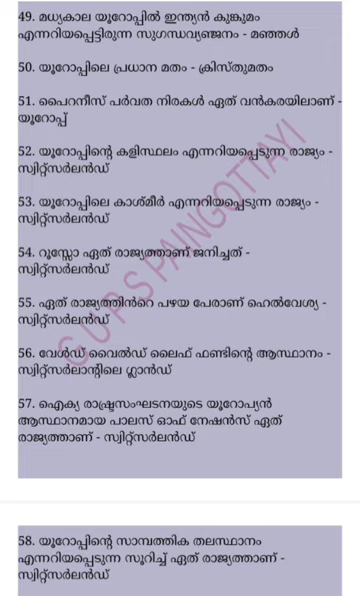 49. മധ്യകാല യൂറോപ്പിൽ ഇന്ത്യൻ കുങ്കുമം
എന്നറിയപ്പെട്ടിരുന്ന സുഗന്ധവ്യഞ്ജനം - മഞ്ഞൾ
50. യൂറോപ്പിലെ പ്രധാന മതം - ക്രിസ്തുമതം
51. പൈറനീസ് പർവത നിരകൾ ഏത് വൻകരയിലാണ് -
യൂറോപ്പ്
52. യൂറോപ്പിന്റെ കളിസ്ഥലം എന്നറിയപ്പെടുന്ന രാജ്യം -
സ്വിറ്റ്സർലൻഡ്
53. യൂറോപ്പിലെ കാശ്മീർ എന്നറിയപ്പെടുന്ന രാജ്യം -
സ്വിറ്റ്സർലൻഡ്
54. റൂസ്സോ ഏത് രാജ്യത്താണ് ജനിച്ചത് -
സ്വിറ്റ്സർലൻഡ്
55. ഏത് രാജ്യത്തിൻറെ പഴയ പേരാണ് ഹെൽവേശ്യ -
സ്വിറ്റ്സർലൻഡ്
56. വേൾഡ് വൈൽഡ് ലൈഫ് ഫണ്ടിന്റെ ആസ്ഥാനം -
സ്വിറ്റ്സർലാന്റിലെ ഗ്ലാൻഡ്
57. ഐക്യ രാഷ്ട്രസംഘടനയുടെ യൂറോപ്യൻ
ആസ്ഥാനമായ പാലസ് ഓഫ് നേഷൻസ് ഏത്
രാജ്യത്താണ് - സ്വിറ്റ്സർലൻഡ്
58. യൂറോപ്പിന്റെ സാമ്പത്തിക തലസ്ഥാനം
എന്നറിയപ്പെടുന്ന സൂറിച്ച് ഏത് രാജ്യത്താണ് -
സ്വിറ്റ്സർലൻഡ്
G U P S PAINGOTTAYI